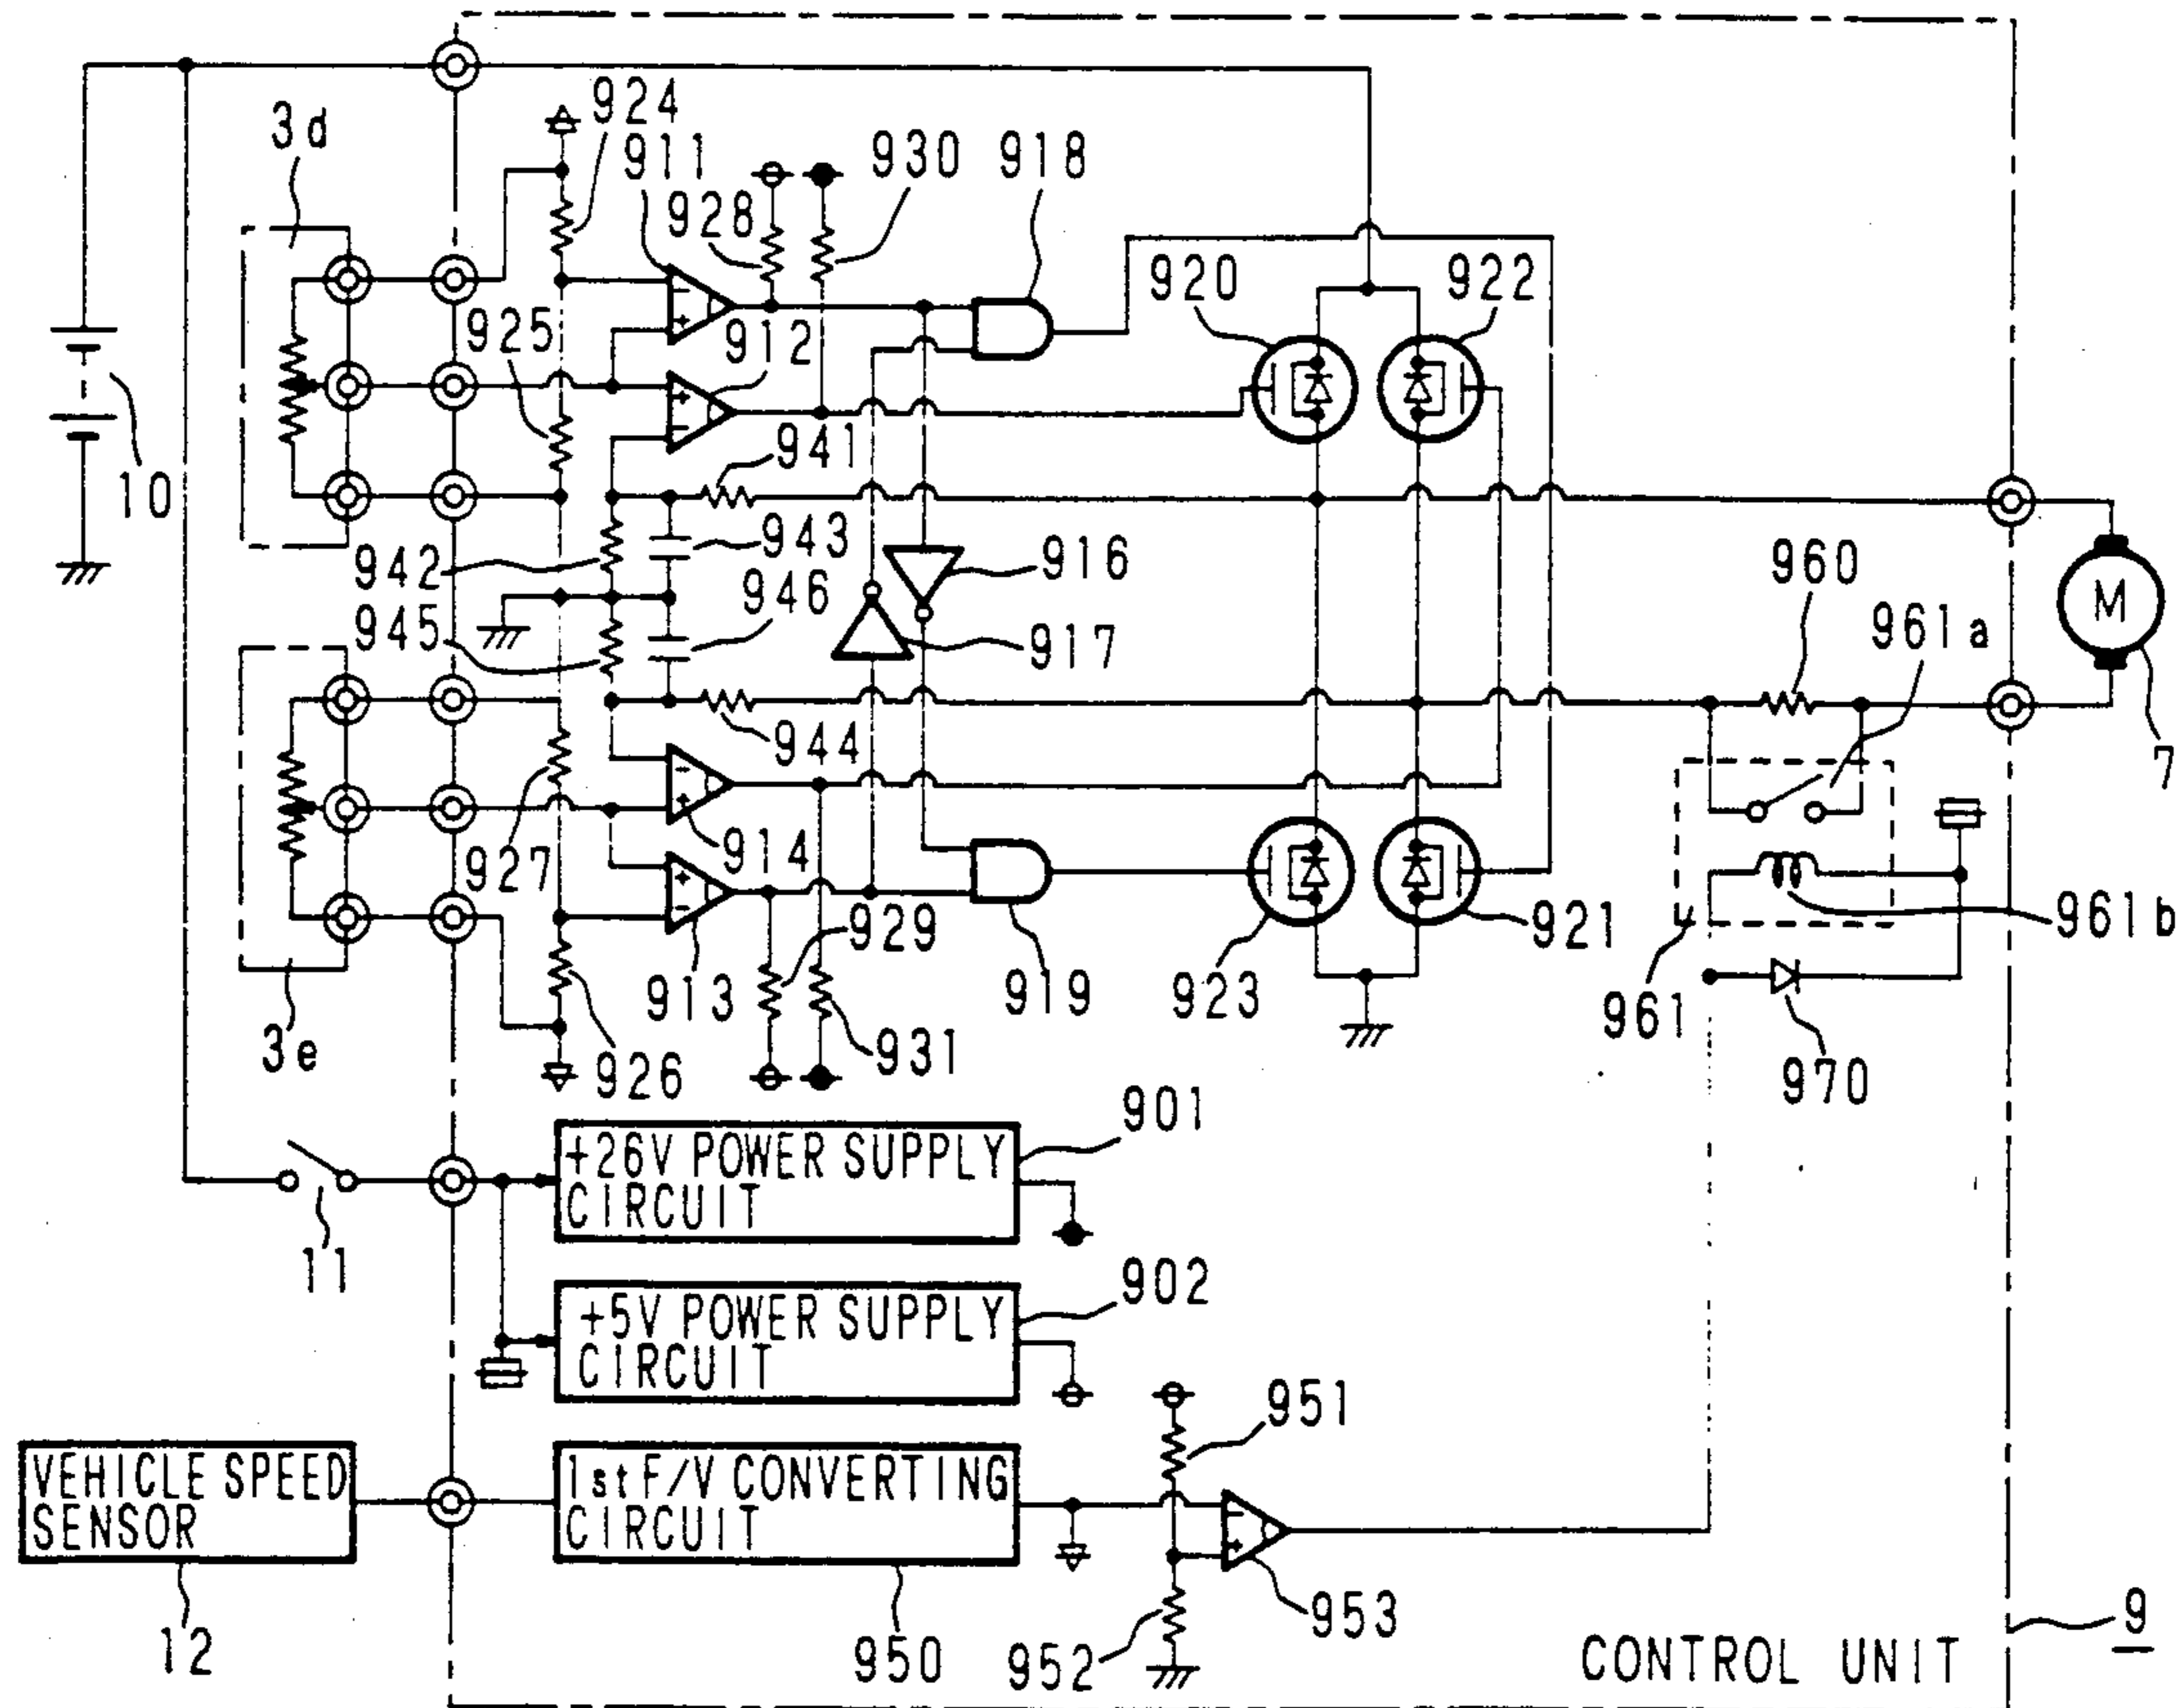 924
3d
911
930
918
928
920
922
925
912
10
941
943
942
916
946
960
945
961a
M
917
944
7
927
914
929
961b
921
913
919
923
961
3e
926
931
970
901
+26V POWER SUPPLY
CIRCUIT
11
902
+5V POWER SUPPLY
CIRCUIT
951
VEHICLE SPEED
SENSOR
1st F/V CONVERTING
CIRCUIT
953
9
12
950
952
CONTROL UNIT